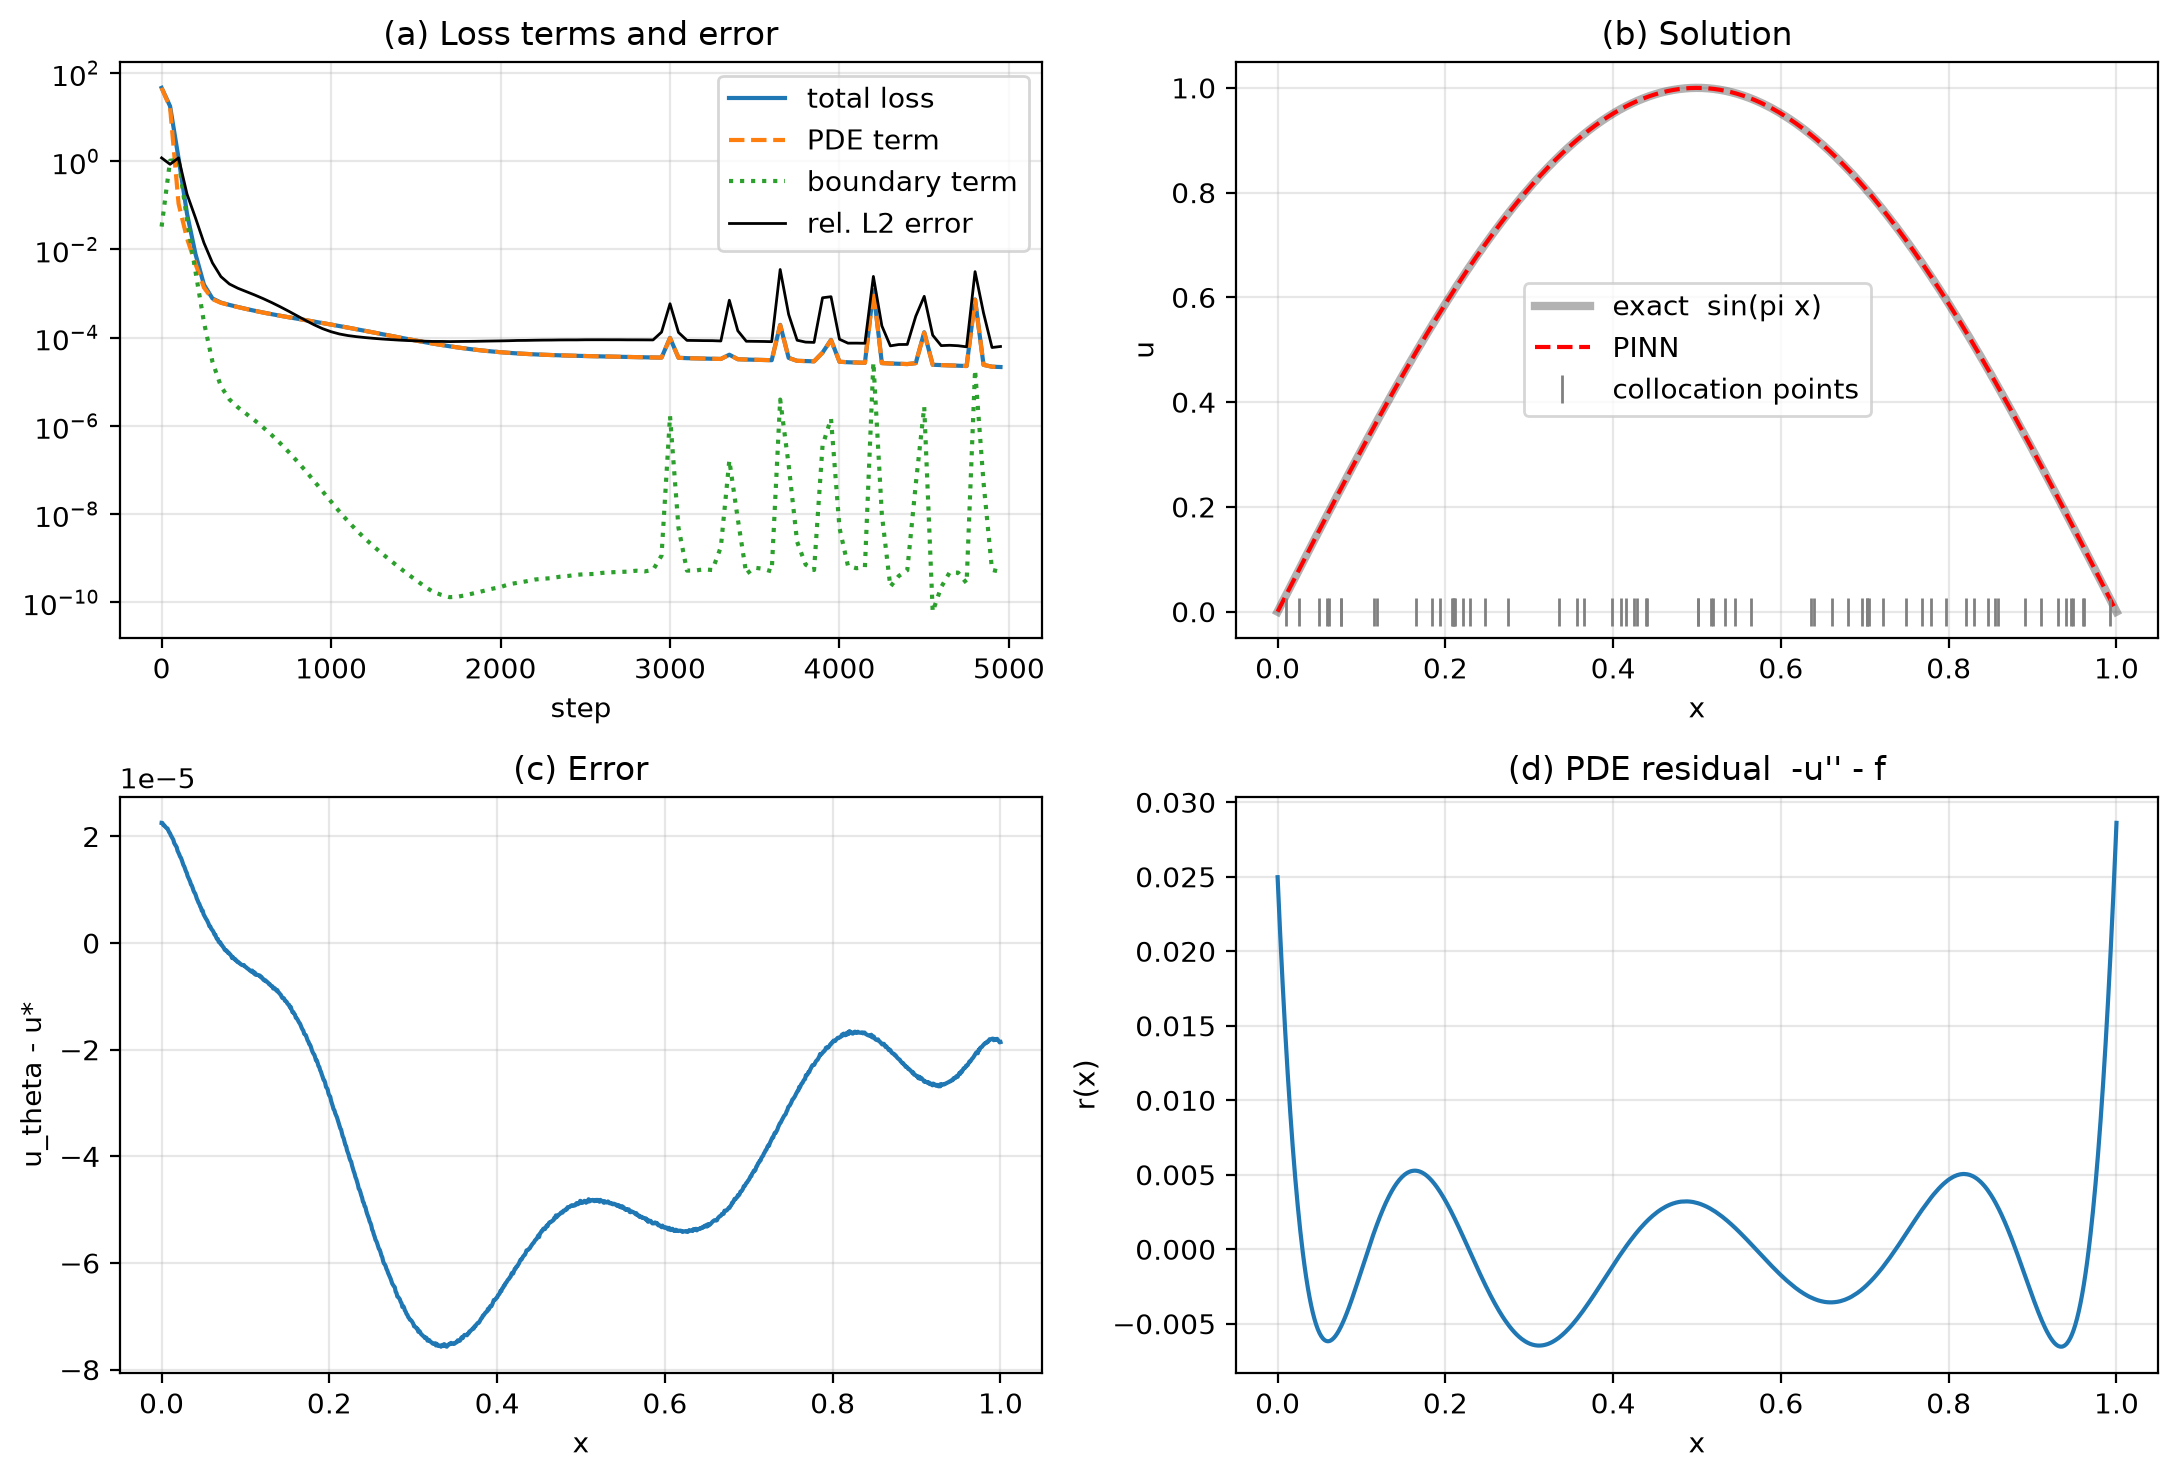 (a) Loss terms and error
10²
10⁰
10⁻²
10⁻⁴
10⁻⁶
10⁻⁸
10⁻¹⁰
total loss
PDE term
boundary term
rel. L2 error
0 1000 2000 3000 4000 5000
step
(b) Solution
u
1.0
0.8
0.6
0.4
0.2
0.0
exact sin(pi x)
PINN
collocation points
0.0 0.2 0.4 0.6 0.8 1.0
x
(c) Error
1e−5
u_theta - u*
2
0
−2
−4
−6
−8
0.0 0.2 0.4 0.6 0.8 1.0
x
(d) PDE residual -u'' - f
r(x)
0.030
0.025
0.020
0.015
0.010
0.005
0.000
−0.005
0.0 0.2 0.4 0.6 0.8 1.0
x